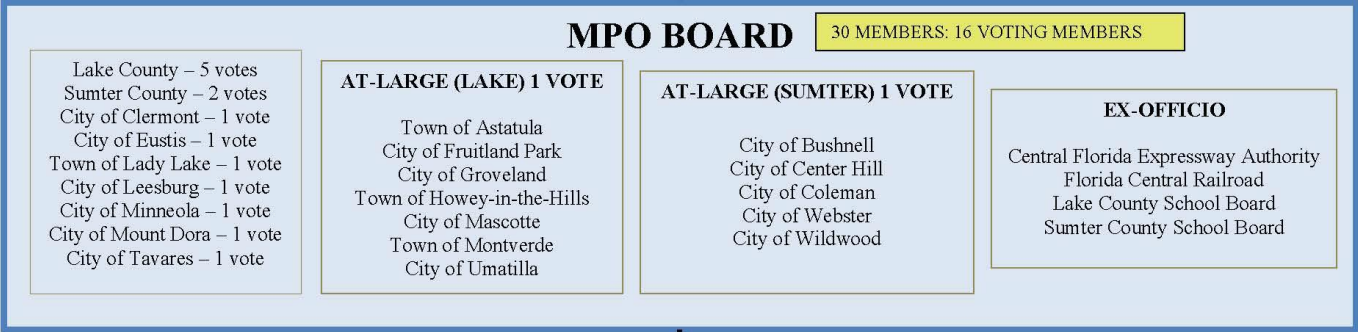 MPO BOARD
30 MEMBERS: 16 VOTING MEMBERS
Lake County – 5 votes
Sumter County – 2 votes
City of Clermont – 1 vote
City of Eustis – 1 vote
Town of Lady Lake – 1 vote
City of Leesburg – 1 vote
City of Minneola – 1 vote
City of Mount Dora – 1 vote
City of Tavares – 1 vote
AT-LARGE (LAKE) 1 VOTE
Town of Astatula
City of Fruitland Park
City of Groveland
Town of Howey-in-the-Hills
City of Mascotte
Town of Montverde
City of Umatilla
AT-LARGE (SUMTER) 1 VOTE
City of Bushnell
City of Center Hill
City of Coleman
City of Webster
City of Wildwood
EX-OFFICIO
Central Florida Expressway Authority
Florida Central Railroad
Lake County School Board
Sumter County School Board